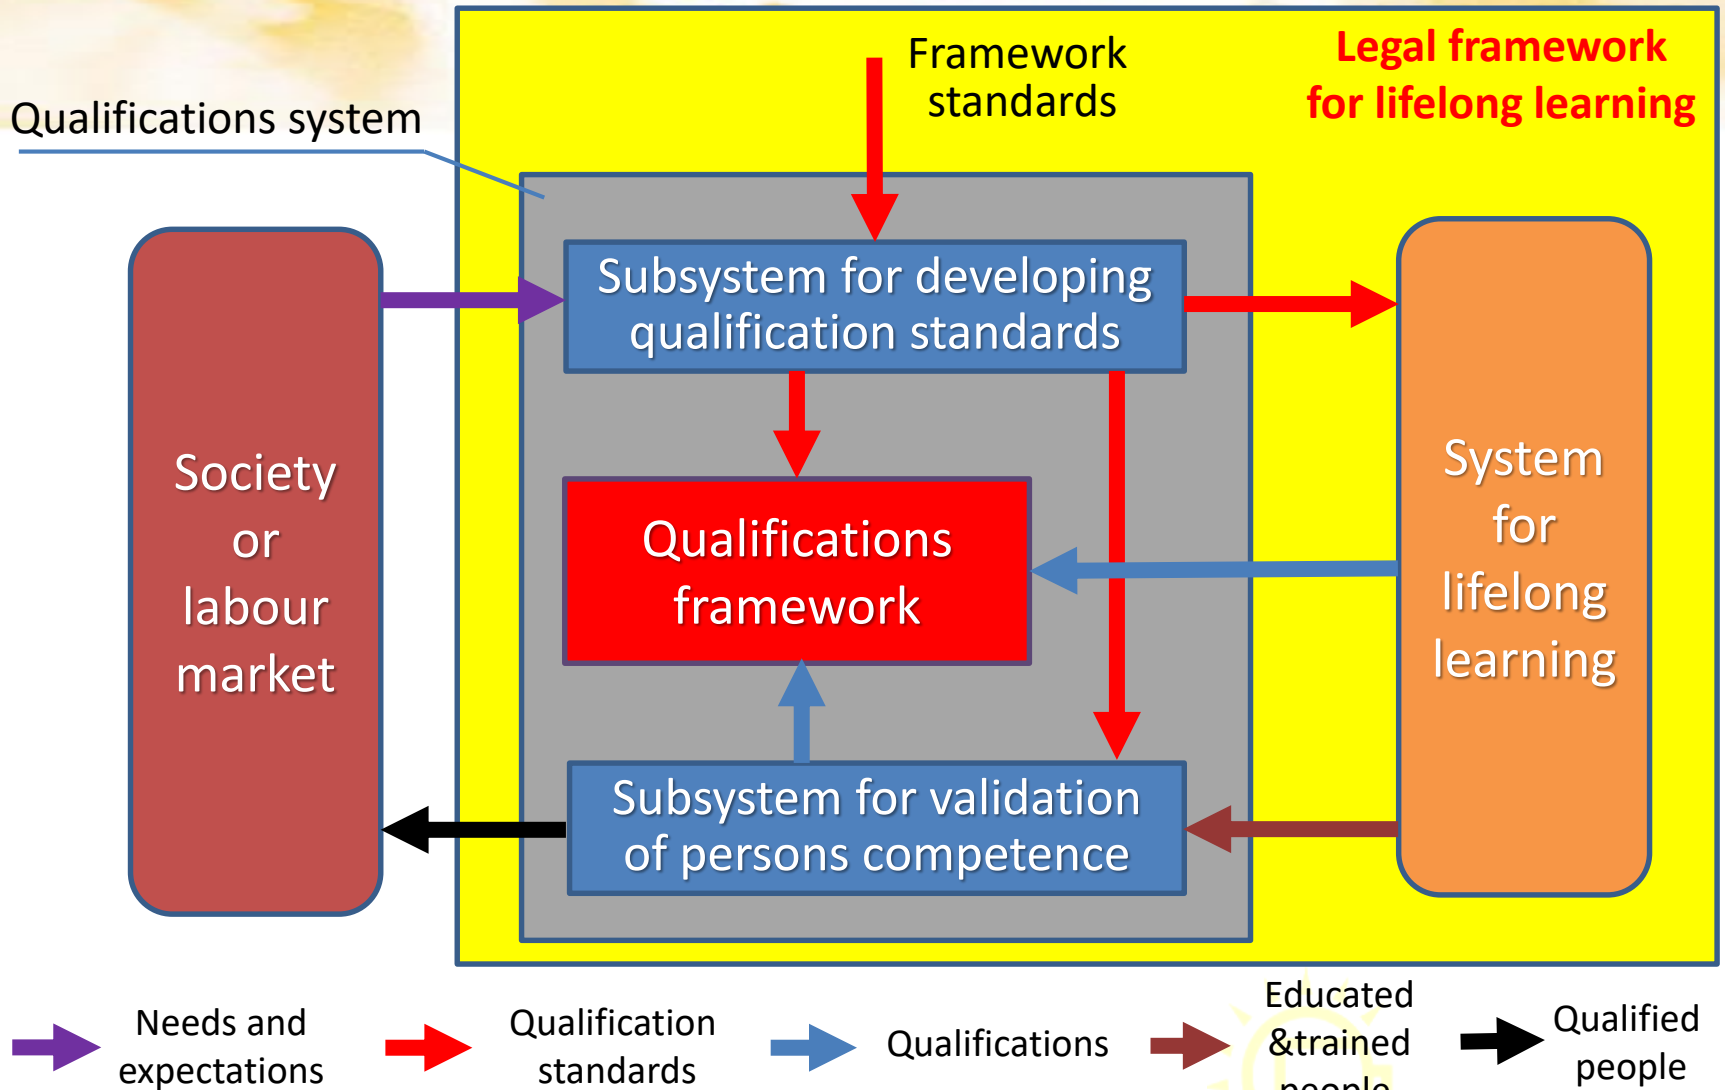 Framework
standards
Legal framework
for lifelong learning
Qualifications system
Subsystem for developing
qualification standards
Society
or
labour
market
Qualifications
framework
System
for
lifelong
learning
Subsystem for validation
of persons competence
Needs and
expectations
Qualification
standards
Qualifications
Educated
&trained
people
Qualified
people